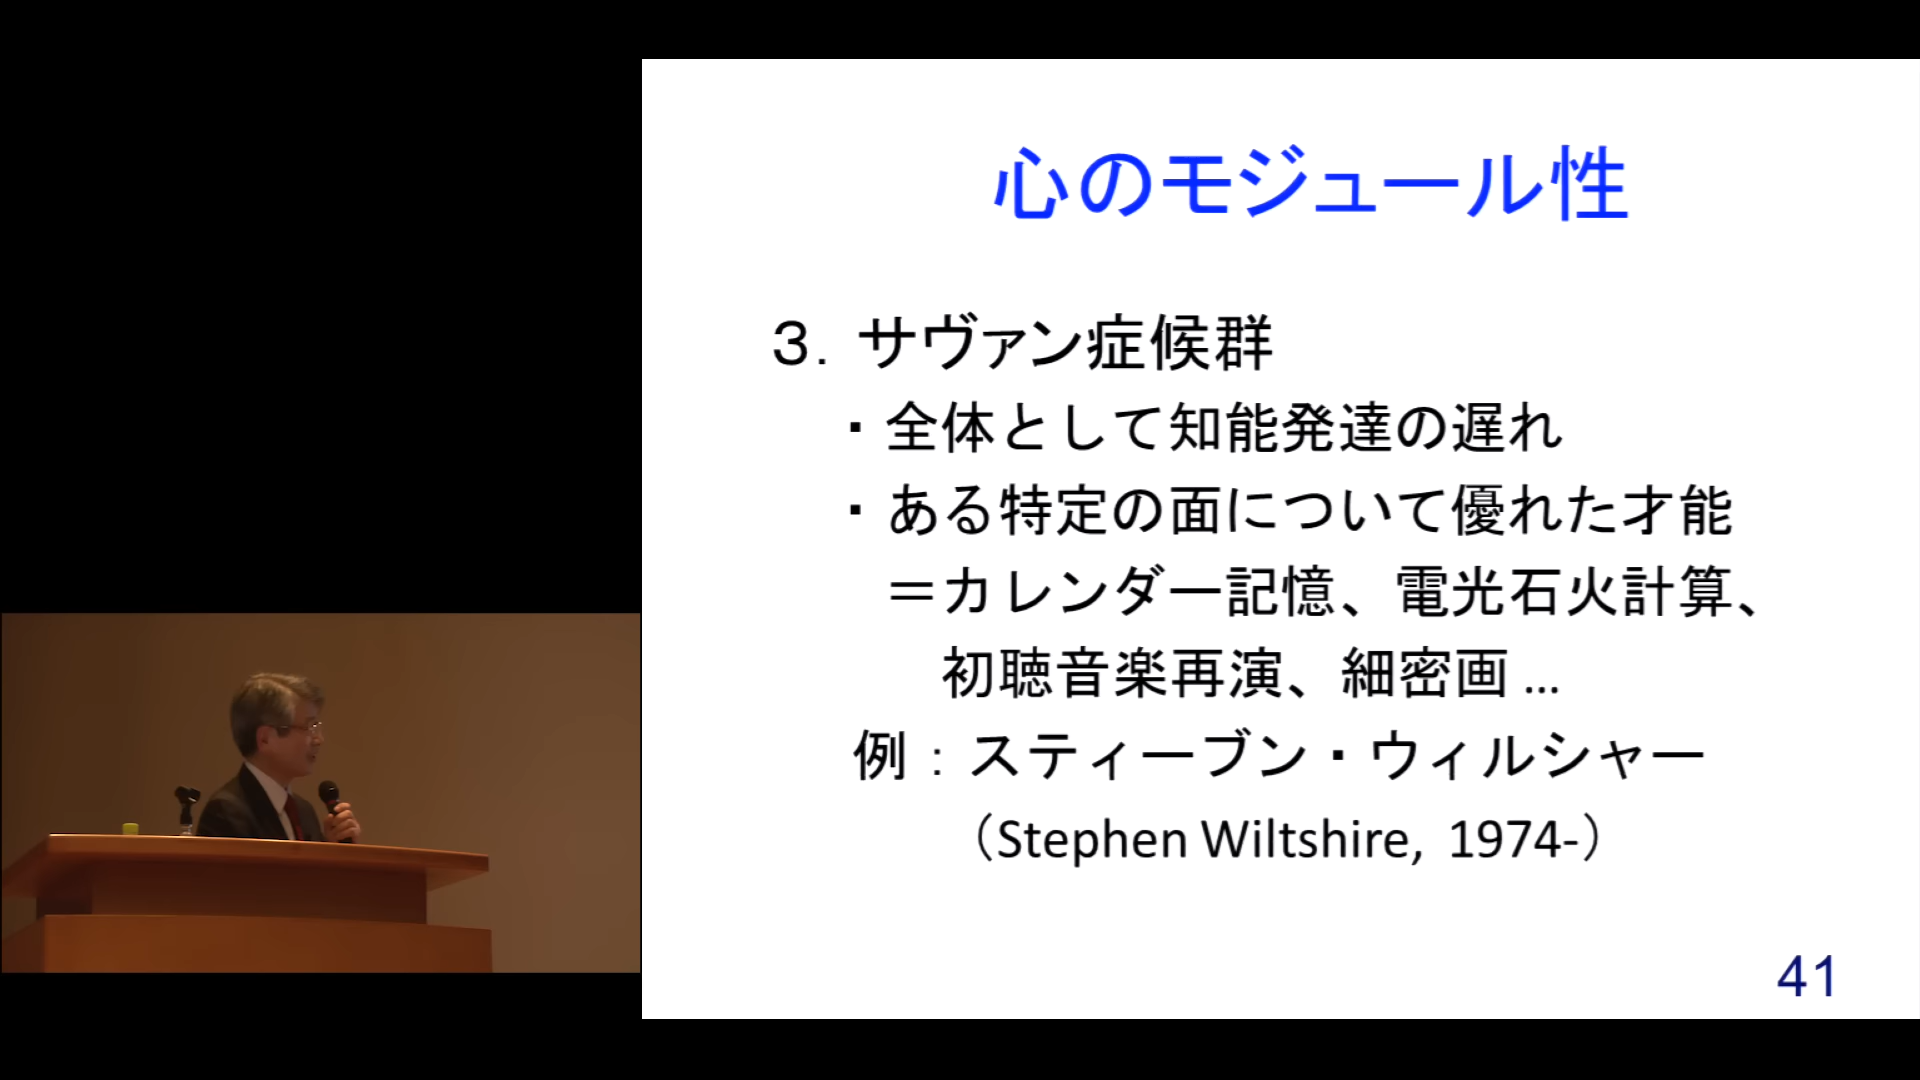 心のモジュール性
３．サヴァン症候群
・全体として知能発達の遅れ
・ある特定の面について優れた才能
＝カレンダー記憶、電光石火計算、
初聴音楽再演、細密画 …
例：スティーブン・ウィルシャー
（Stephen Wiltshire, 1974-）
41